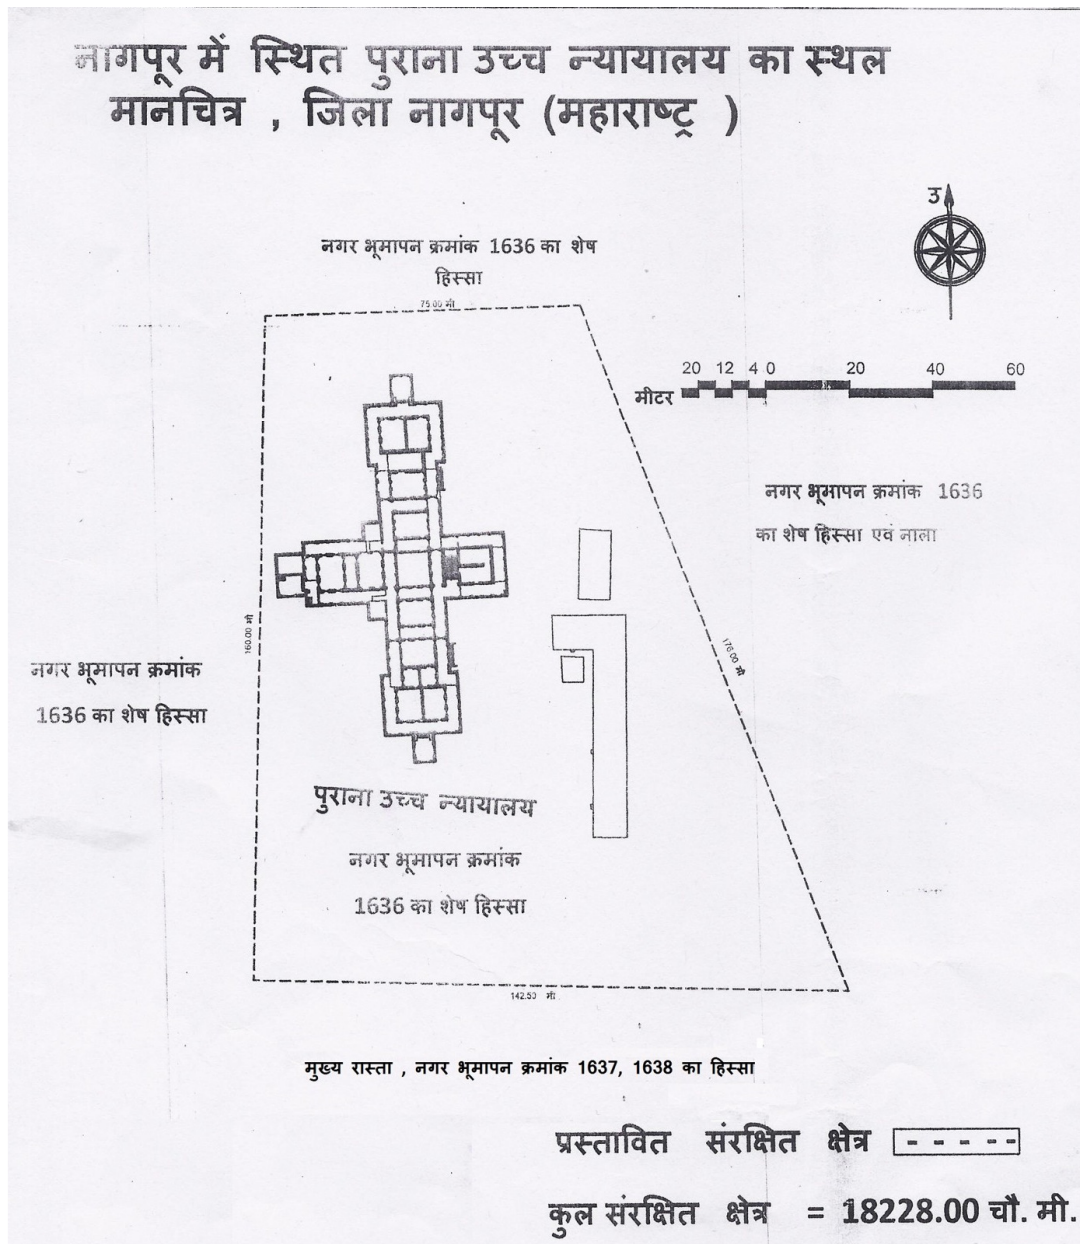 नागपूर में स्थित पुराना उच्च न्यायालय का स्थल
मानचित्र , जिला नागपूर (महाराष्ट्र )
उ
नगर भूमापन क्रमांक 1636 का शेष
हिस्सा
75.00 मी
20 12 4 0 20 40 60
मीटर
नगर भूमापन क्रमांक 1636
का शेष हिस्सा एवं नाला
160.00 मी
176.00 मी
नगर भूमापन क्रमांक
1636 का शेष हिस्सा
पुराना उच्च न्यायालय
नगर भूमापन क्रमांक
1636 का शेष हिस्सा
142.50 मी
मुख्य रास्ता , नगर भूमापन क्रमांक 1637, 1638 का हिस्सा
प्रस्तावित संरक्षित क्षेत्र
कुल संरक्षित क्षेत्र = 18228.00 चौ. मी.